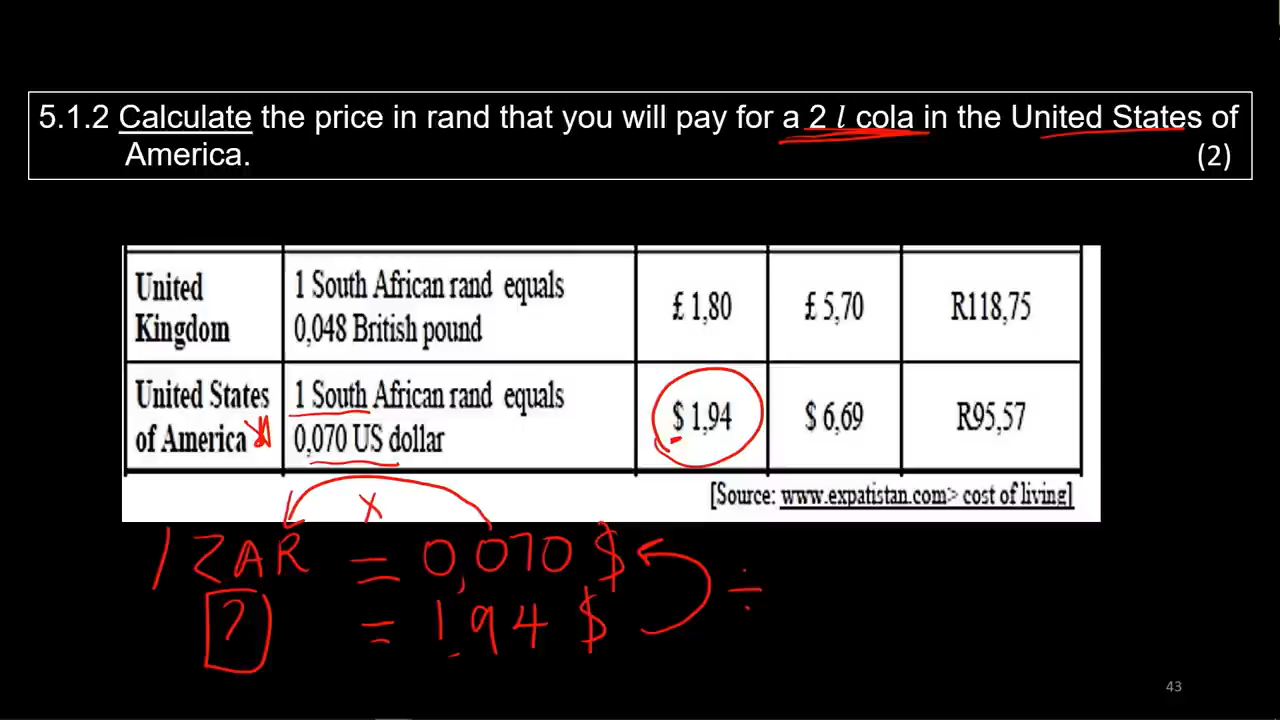 5.1.2 Calculate the price in rand that you will pay for a 2 l cola in the United States of
America. (2)
United Kingdom 1 South African rand equals 0,048 British pound £ 1,80 £ 5,70 R118,75
United States of America 1 South African rand equals 0,070 US dollar $ 1,94 $ 6,69 R95,57
[Source: www.expatistan.com> cost of living]
x
1 ZAR = 0,070 $
? = 1,94 $ ÷
43